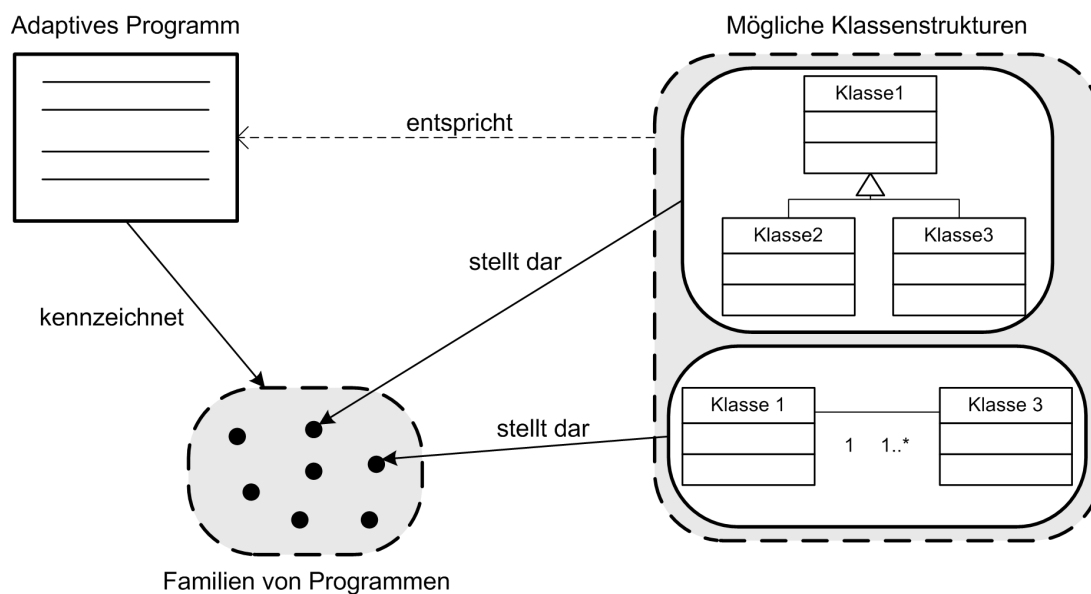 Adaptives Programm
Mögliche Klassenstrukturen
entspricht
Klasse1
Klasse2
Klasse3
stellt dar
kennzeichnet
stellt dar
Klasse 1
Klasse 3
1
1..*
Familien von Programmen